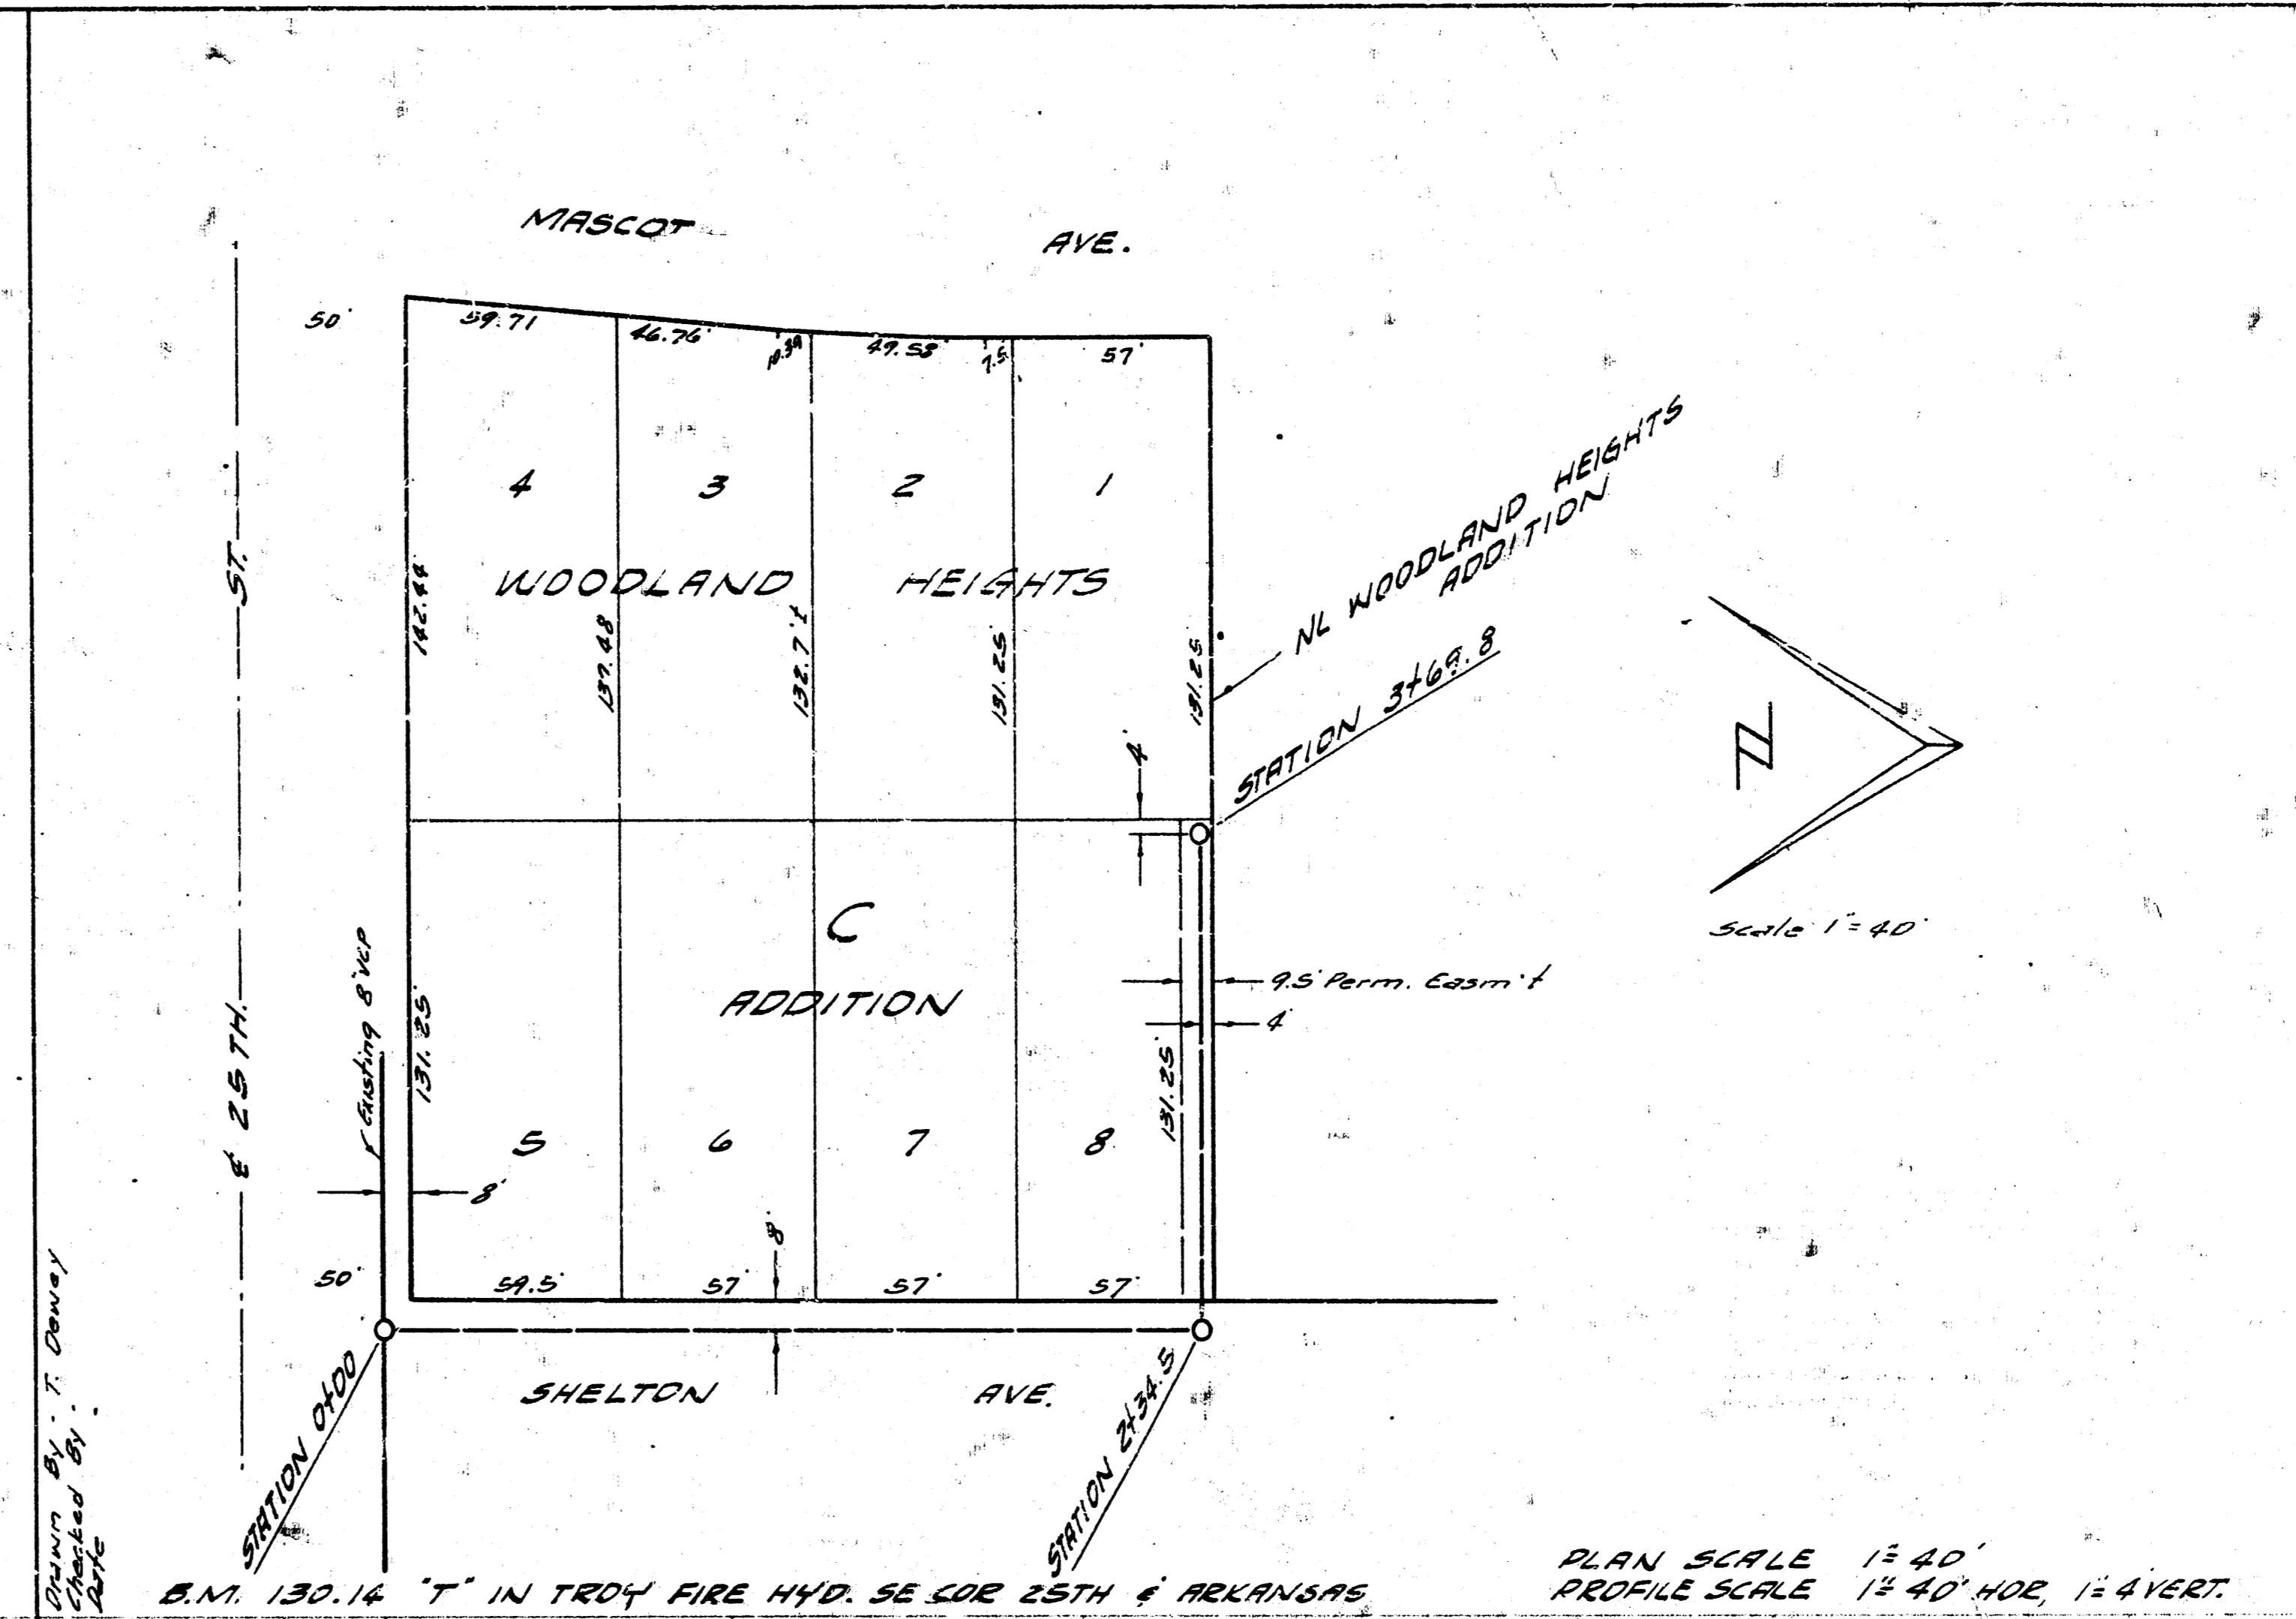 MASCOT AVE.
50'
59.71
46.76'
10.39
49.58'
7.5'
57'
4
3
2
1
WOODLAND HEIGHTS
142.44'
137.48
132.7'±
131.25'
131.25'
NL WOODLAND HEIGHTS
ADDITION
STATION 3+69.8
4'
N
Scale 1"=40'
C
ADDITION
9.5' Perm. Easm't
4'
℄ 25TH. ST.
Existing 8"VCP
131.25'
131.25'
5
6
7
8
8'
8'
50'
59.5'
57'
57'
57'
SHELTON AVE.
STATION 0+00
STATION 2+34.5
Drawn By - T. Dewey
Checked By -
Date
B.M. 130.14 "T" IN TROY FIRE HYD. SE COR 25TH & ARKANSAS
PLAN SCALE 1"=40'
PROFILE SCALE 1"=40' HOR, 1"=4 VERT.